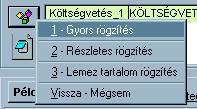 Költségvetés_1 KÖLTSÉGVET
1 - Gyors rögzítés
2 - Részletes rögzítés
3 - Lemez tartalom rögzítés
Vissza - Mégsem
Péld